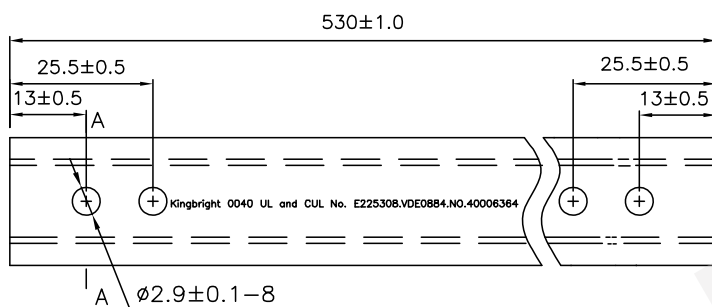 530±1.0
25.5±0.5
25.5±0.5
13±0.5
13±0.5
A
Kingbright 0040 UL and CUL No. E225308.VDE0884.NO.40006364
A
Ø2.9±0.1-8